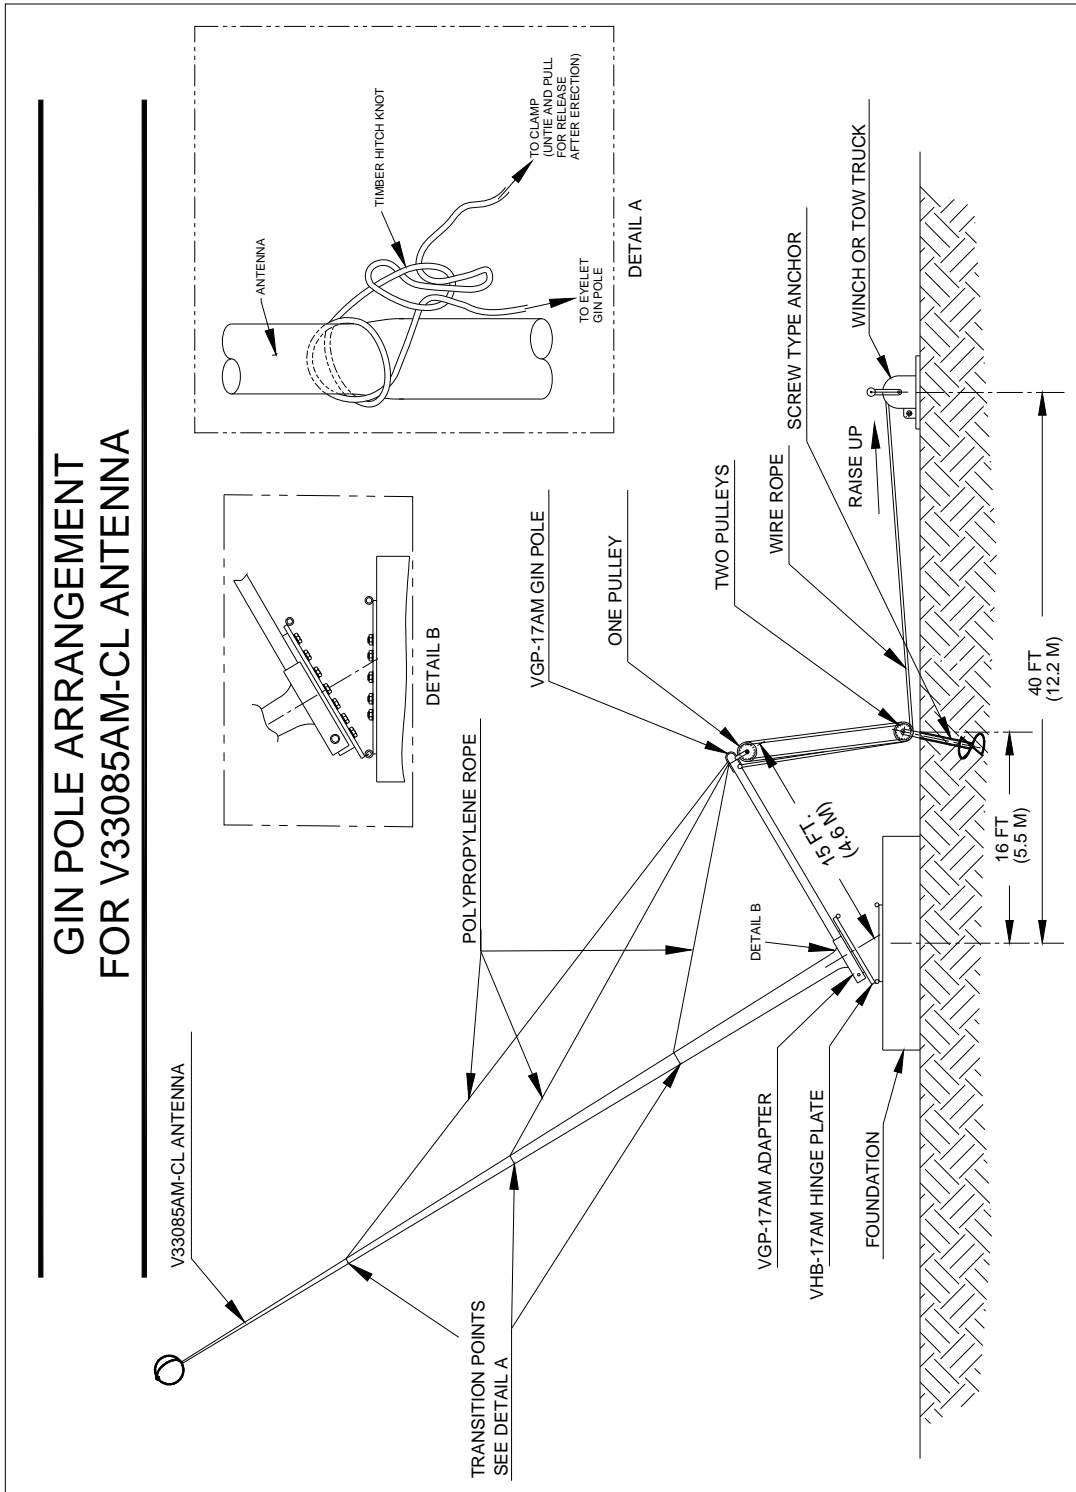 GIN POLE ARRANGEMENT
FOR V33085AM-CL ANTENNA
V33085AM-CL ANTENNA
TRANSITION POINTS
SEE DETAIL A
POLYPROPYLENE ROPE
VGP-17AM GIN POLE
ONE PULLEY
TWO PULLEYS
WIRE ROPE
SCREW TYPE ANCHOR
WINCH OR TOW TRUCK
RAISE UP
15 FT.
(4.6 M)
DETAIL B
VGP-17AM ADAPTER
VHB-17AM HINGE PLATE
FOUNDATION
16 FT
(5.5 M)
40 FT
(12.2 M)
DETAIL B
ANTENNA
TIMBER HITCH KNOT
TO CLAMP
(UNTIE AND PULL
FOR RELEASE
AFTER ERECTION)
TO EYELET
GIN POLE
DETAIL A